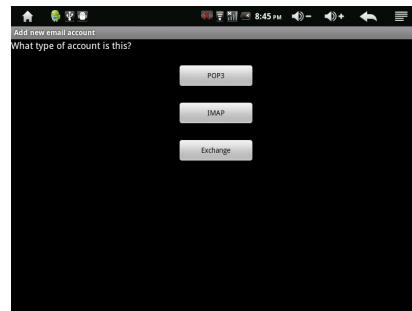 8:45 PM
Add new email account
What type of account is this?
POP3
IMAP
Exchange